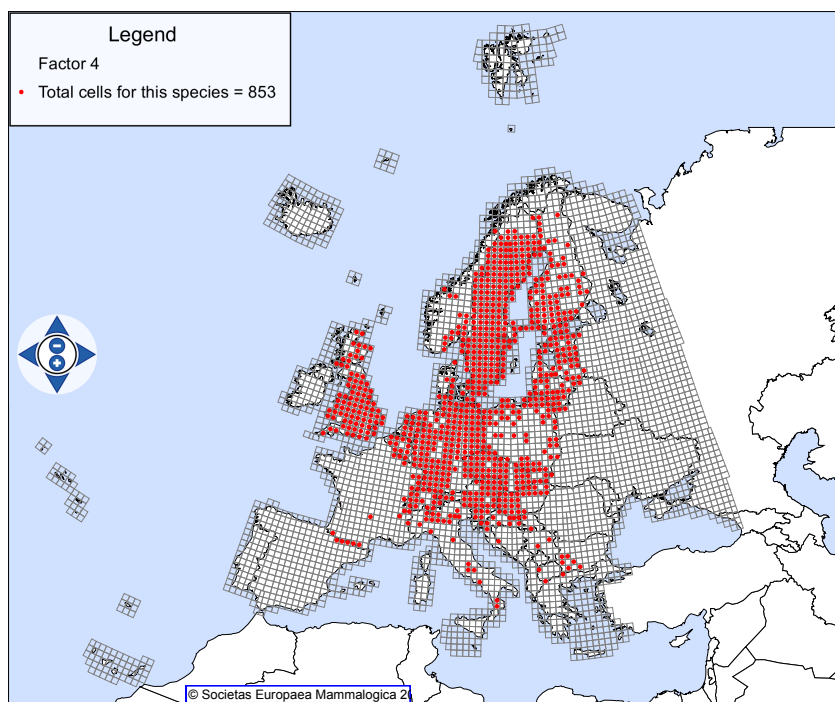 Legend
Factor 4
Total cells for this species = 853
© Societas Europaea Mammalogica